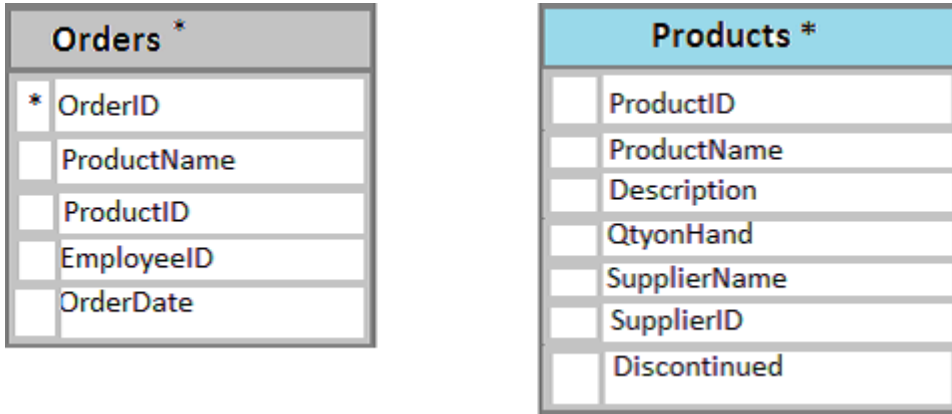 Orders *
* OrderID
ProductName
ProductID
EmployeeID
OrderDate
Products *
ProductID
ProductName
Description
QtyonHand
SupplierName
SupplierID
Discontinued